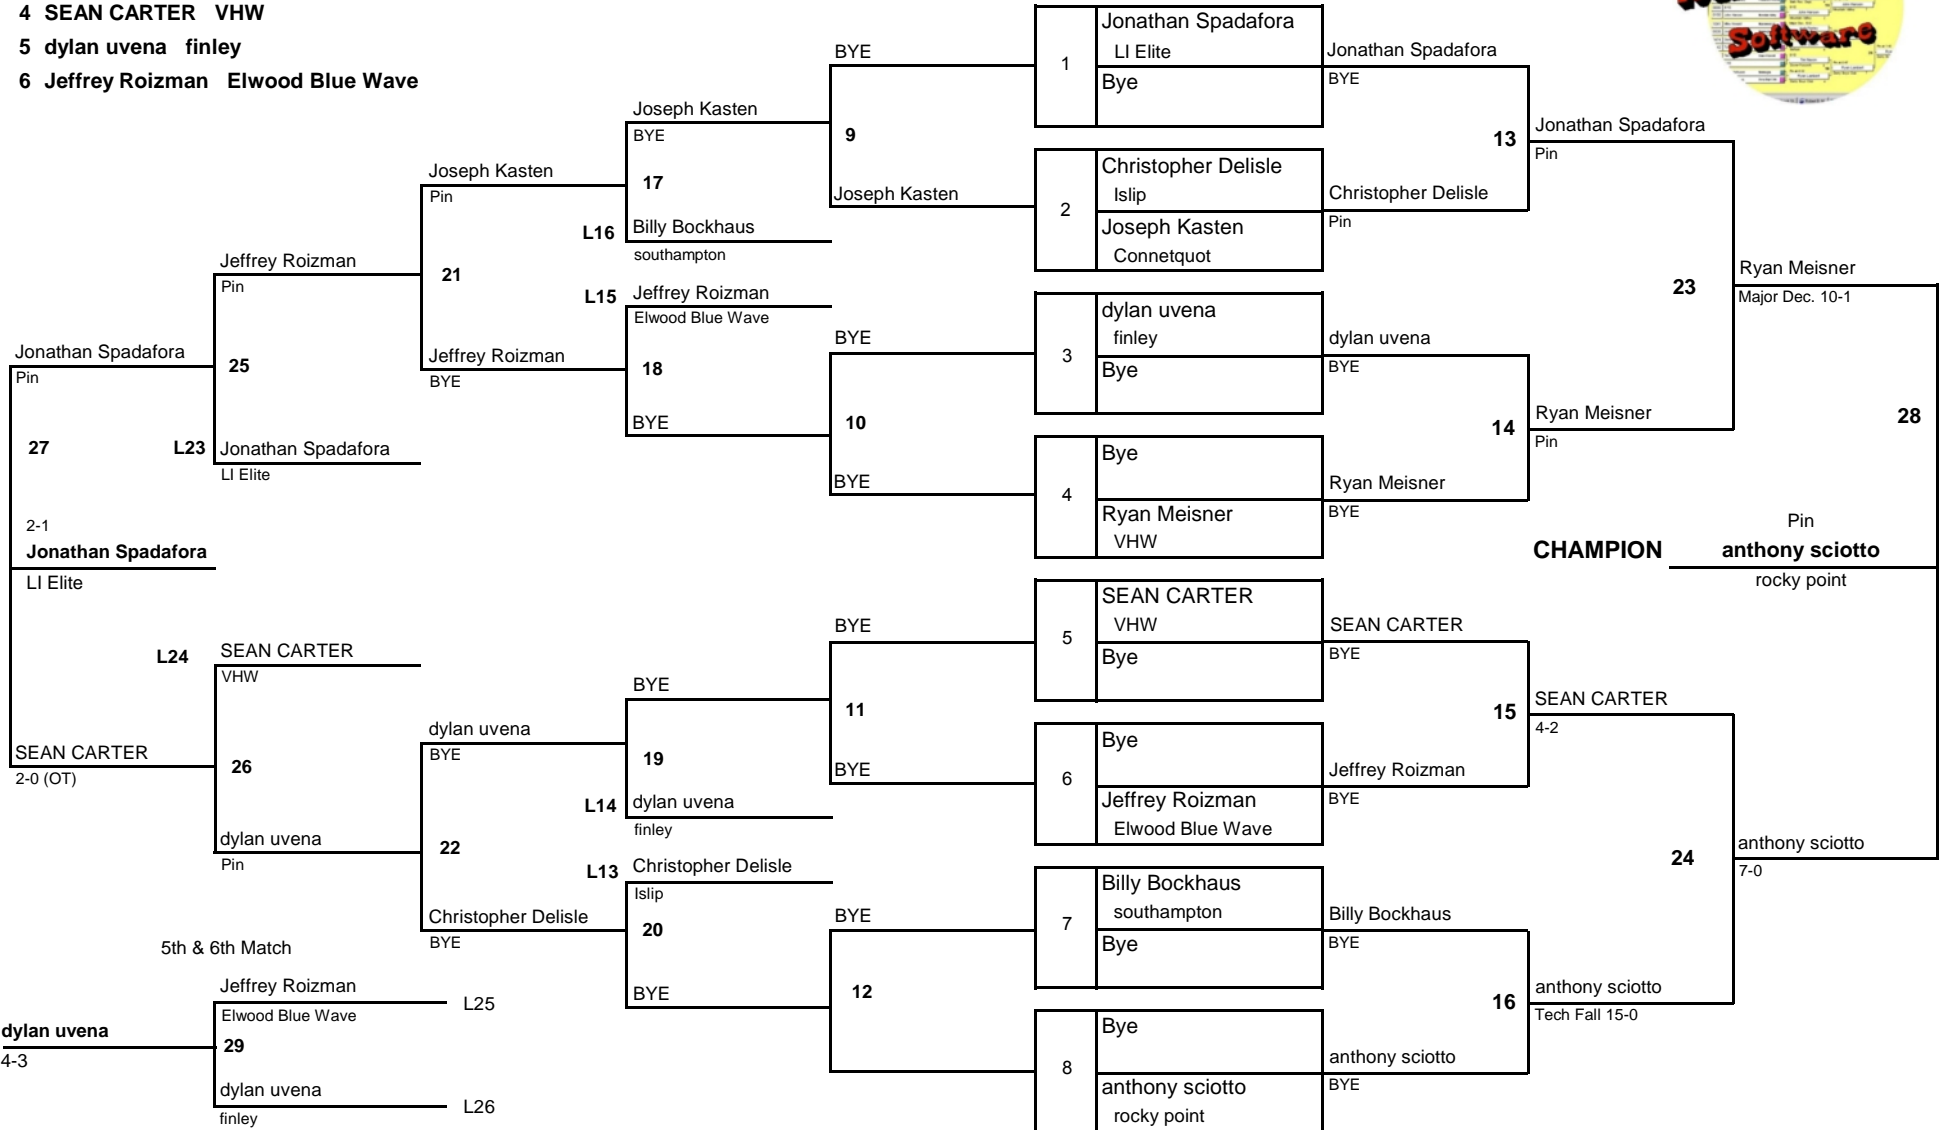 4 SEAN CARTER VHW
5 dylan uvena finley
6 Jeffrey Roizman Elwood Blue Wave
Software
1
Jonathan Spadafora
LI Elite
Bye
2
Christopher Delisle
Islip
Joseph Kasten
Connetquot
3
dylan uvena
finley
Bye
4
Bye
Ryan Meisner
VHW
5
SEAN CARTER
VHW
Bye
6
Bye
Jeffrey Roizman
Elwood Blue Wave
7
Billy Bockhaus
southampton
Bye
8
Bye
anthony sciotto
rocky point
Jonathan Spadafora
BYE
13
Christopher Delisle
Pin
dylan uvena
BYE
14
Ryan Meisner
BYE
SEAN CARTER
BYE
15
Jeffrey Roizman
BYE
Billy Bockhaus
BYE
16
anthony sciotto
BYE
Jonathan Spadafora
Pin
23
Ryan Meisner
Pin
SEAN CARTER
4-2
24
anthony sciotto
Tech Fall 15-0
Ryan Meisner
Major Dec. 10-1
28
Pin
CHAMPION anthony sciotto
rocky point
anthony sciotto
7-0
BYE
9
Joseph Kasten
BYE
10
BYE
BYE
11
BYE
BYE
12
Joseph Kasten
BYE
17
L16 Billy Bockhaus
southampton
L15 Jeffrey Roizman
Elwood Blue Wave
18
BYE
BYE
19
L14 dylan uvena
finley
L13 Christopher Delisle
Islip
20
BYE
Joseph Kasten
Pin
21
Jeffrey Roizman
BYE
dylan uvena
BYE
22
Christopher Delisle
BYE
Jeffrey Roizman
Pin
25
L23 Jonathan Spadafora
LI Elite
L24 SEAN CARTER
VHW
26
dylan uvena
Pin
Jonathan Spadafora
Pin
27
2-1
Jonathan Spadafora
LI Elite
SEAN CARTER
2-0 (OT)
5th & 6th Match
Jeffrey Roizman L25
Elwood Blue Wave
dylan uvena
29
4-3
dylan uvena L26
finley